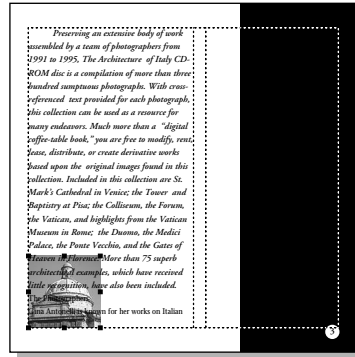 Preserving an extensive body of work
assembled by a team of photographers from
1991 to 1995, The Architecture of Italy CD-
ROM disc is a compilation of more than three
hundred sumptuous photographs. With cross-
referenced text provided for each photograph,
this collection can be used as a resource for
many endeavors. Much more than a "digital
coffee-table book," you are free to modify, rent,
lease, distribute, or create derivative works
based upon the original images found in this
collection. Included in this collection are St.
Mark's Cathedral in Venice; the Tower and
Baptistry at Pisa; the Colliseum, the Forum,
the Vatican, and highlights from the Vatican
Museum in Rome; the Duomo, the Medici
Palace, the Ponte Vecchio, and the Gates of
Heaven in Florence. More than 75 superb
architectural examples, which have received
little recognition, have also been included.
The Photographers
Gina Antonelli is known for her works on Italian
3